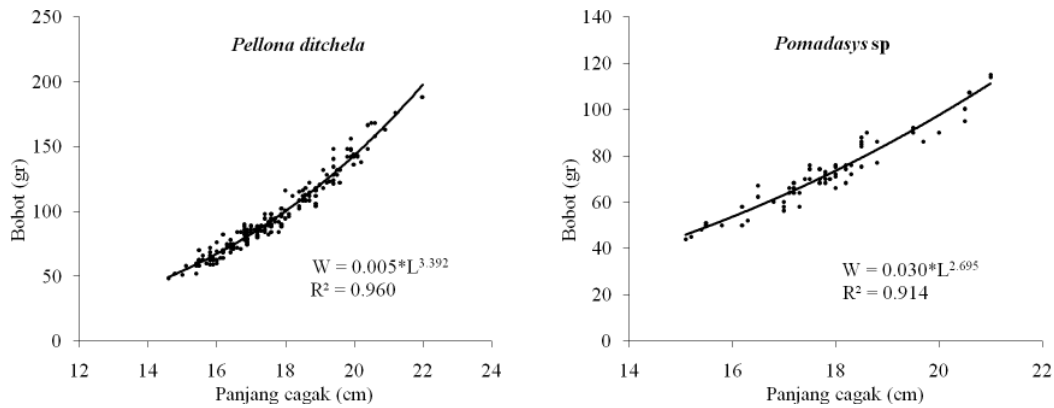 Pellona ditchela
250
200
150
100
50
0
Bobot (gr)
W = 0.005*L^3.392
R² = 0.960
12 14 16 18 20 22 24
Panjang cagak (cm)
Pomadasys sp
140
120
100
80
60
40
20
0
Bobot (gr)
W = 0.030*L^2.695
R² = 0.914
14 16 18 20 22
Panjang cagak (cm)